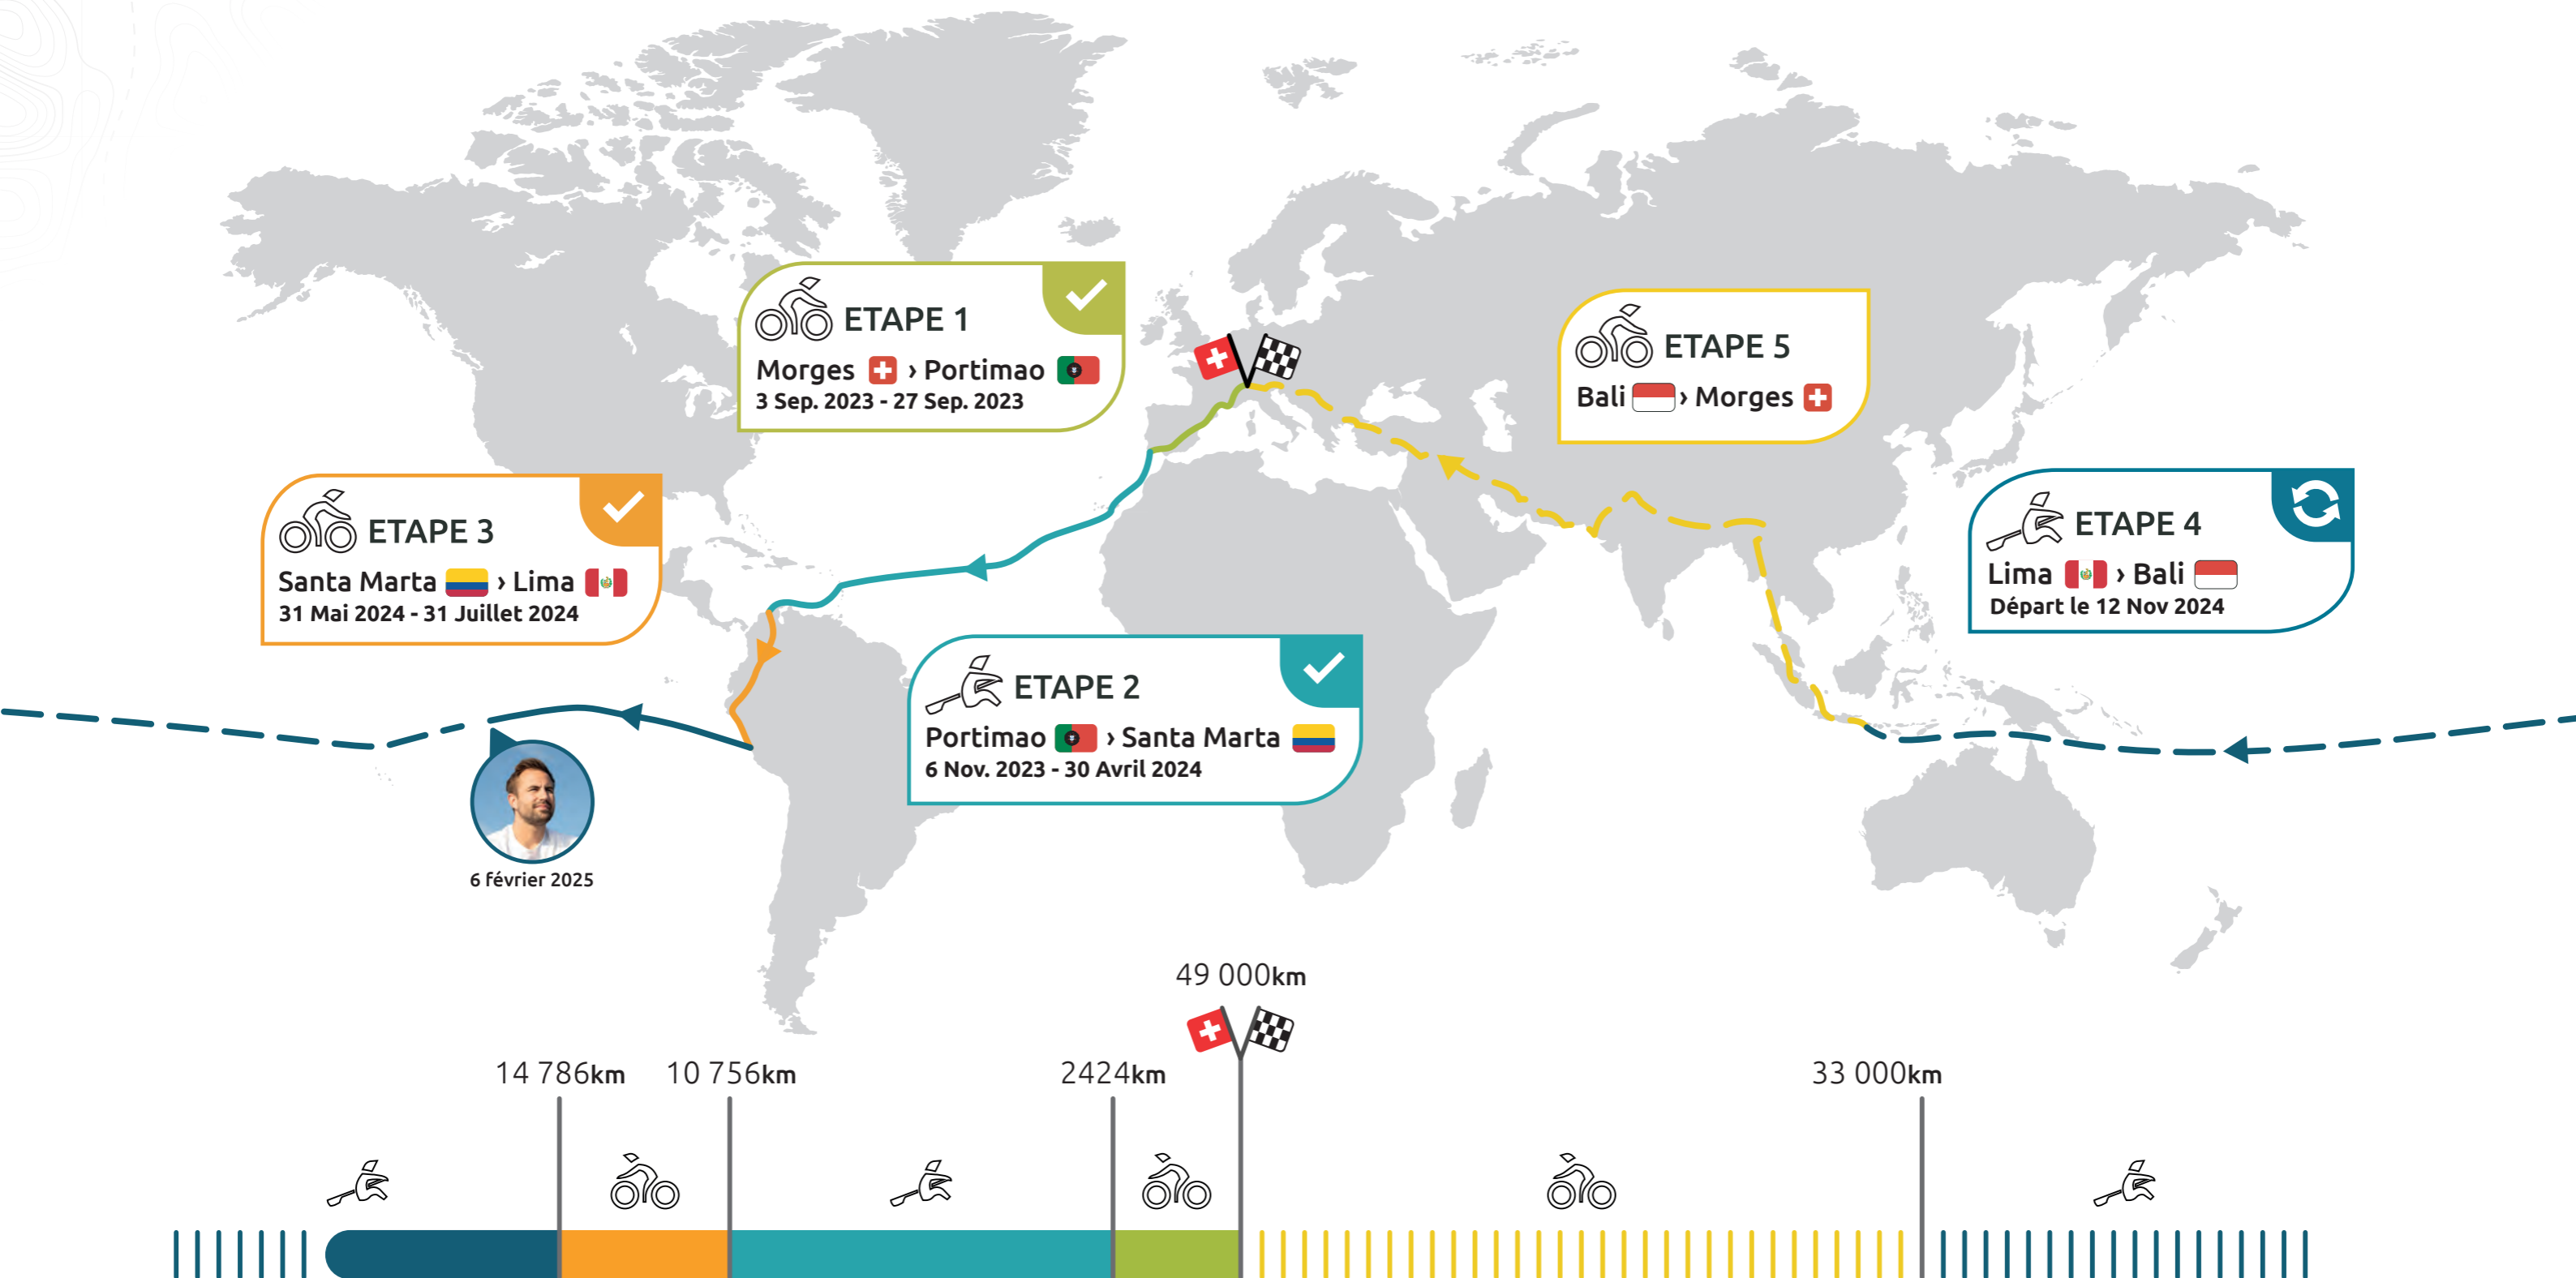 ETAPE 1
Morges › Portimao
3 Sep. 2023 - 27 Sep. 2023
ETAPE 5
Bali › Morges
ETAPE 3
Santa Marta › Lima
31 Mai 2024 - 31 Juillet 2024
ETAPE 4
Lima › Bali
Départ le 12 Nov 2024
ETAPE 2
Portimao › Santa Marta
6 Nov. 2023 - 30 Avril 2024
6 février 2025
49 000km
14 786km
10 756km
2424km
33 000km